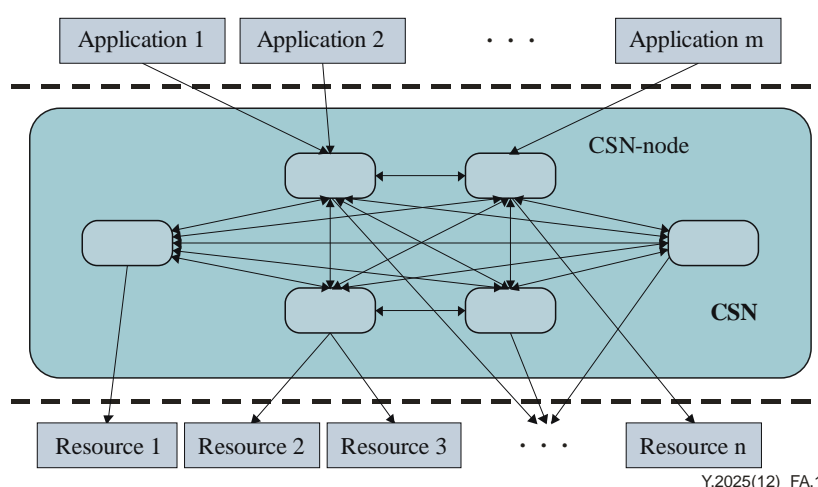 Application 1
Application 2
. . .
Application m
CSN-node
CSN
Resource 1
Resource 2
Resource 3
. . .
Resource n
Y.2025(12)_FA.1